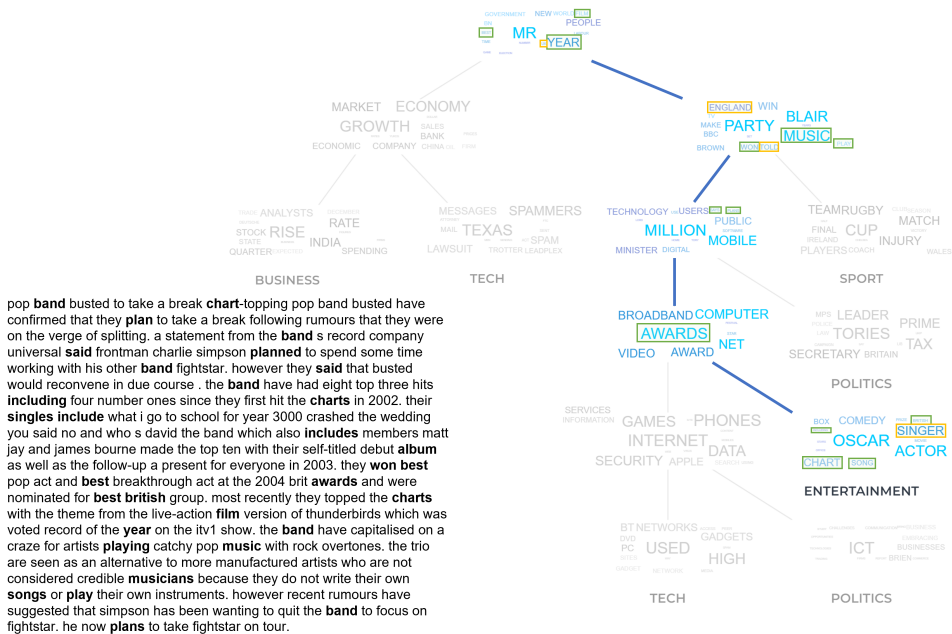 GOVERNMENT NEW WORLD FILM
PEOPLE
BEST
MR YEAR
MARKET ECONOMY
GROWTH SALES
BANK
ECONOMIC COMPANY CHINA
ENGLAND WIN
BLAIR
MAKE PARTY
BBC MUSIC
BROWN WON TOLD PLAY
ANALYSTS
STOCK RISE RATE
STATE INDIA
QUARTER SPENDING
BUSINESS
MESSAGES SPAMMERS
MAIL TEXAS
SPAM
LAWSUIT TROTTER LEADPLEX
TECH
TECHNOLOGY USERS
PUBLIC
MILLION MOBILE
MINISTER DIGITAL
TEAM RUGBY
MATCH
FINAL CUP
IRELAND INJURY
PLAYERS COACH WALES
SPORT
BROADBAND COMPUTER
AWARDS
NET
VIDEO AWARD
MPS LEADER
PRIME
TORIES
TAX
SECRETARY BRITAIN
POLITICS
SERVICES
INFORMATION GAMES PHONES
INTERNET
DATA
SECURITY APPLE
BOX COMEDY
SINGER
OSCAR
ACTOR
CHART SONG
ENTERTAINMENT
BT NETWORKS
DVD GADGETS
PC USED
HIGH
TECH
ICT BUSINESSES
BRIEN
POLITICS
pop band busted to take a break chart-topping pop band busted have
confirmed that they plan to take a break following rumours that they were
on the verge of splitting. a statement from the band s record company
universal said frontman charlie simpson planned to spend some time
working with his other band fightstar. however they said that busted
would reconvene in due course . the band have had eight top three hits
including four number ones since they first hit the charts in 2002. their
singles include what i go to school for year 3000 crashed the wedding
you said no and who s david the band which also includes members matt
jay and james bourne made the top ten with their self-titled debut album
as well as the follow-up a present for everyone in 2003. they won best
pop act and best breakthrough act at the 2004 brit awards and were
nominated for best british group. most recently they topped the charts
with the theme from the live-action film version of thunderbirds which was
voted record of the year on the itv1 show. the band have capitalised on a
craze for artists playing catchy pop music with rock overtones. the trio
are seen as an alternative to more manufactured artists who are not
considered credible musicians because they do not write their own
songs or play their own instruments. however recent rumours have
suggested that simpson has been wanting to quit the band to focus on
fightstar. he now plans to take fightstar on tour.